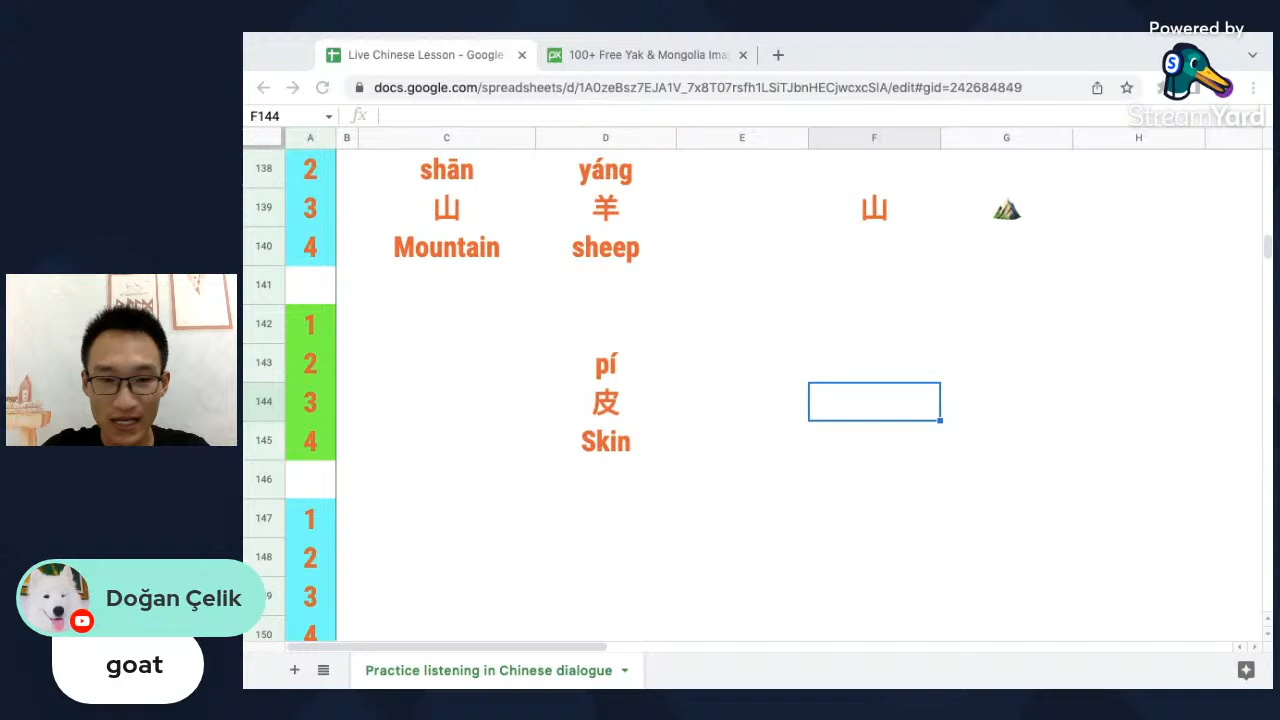 Powered by
StreamYard
Live Chinese Lesson - Google
100+ Free Yak & Mongolia Ima
docs.google.com/spreadsheets/d/1A0zeBsz7EJA1V_7x8T07rsfh1LSiTJbnHECjwcxcSlA/edit#gid=242684849
F144
fx
A B C D E F G H
138 2 shān yáng
139 3 山 羊 山
140 4 Mountain sheep
141
142 1
143 2 pí
144 3 皮
145 4 Skin
146
147 1
148 2
3
150 4
Practice listening in Chinese dialogue
Doğan Çelik
goat